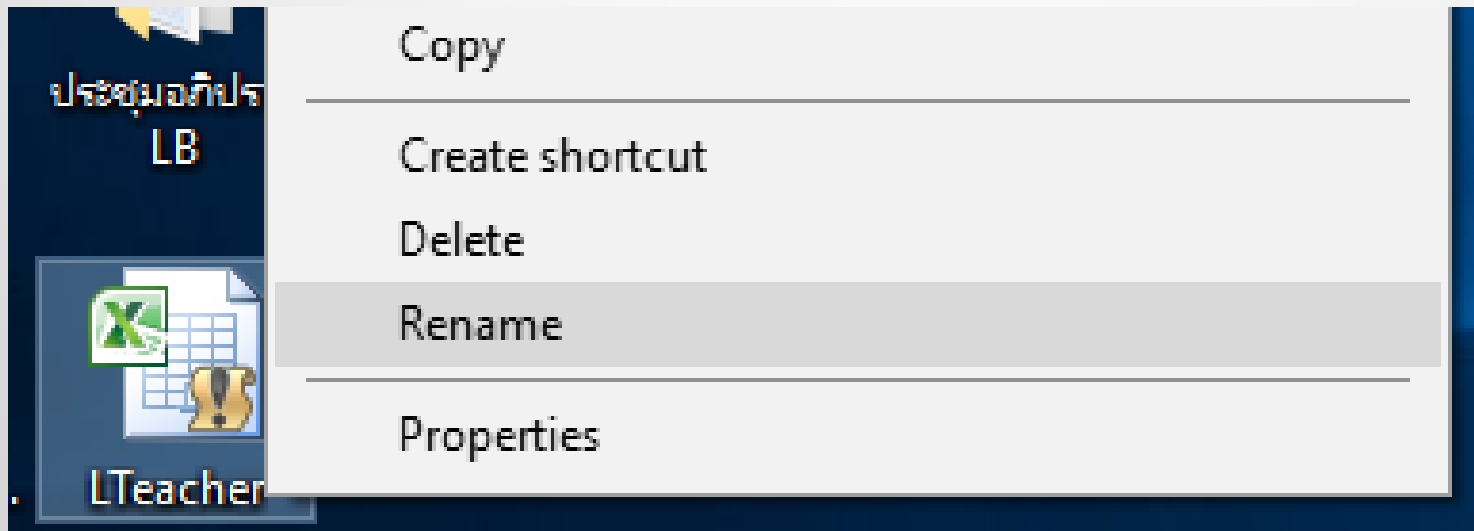 ประชุมอภิปร
LB
Copy
Create shortcut
Delete
Rename
Properties
LTeacher